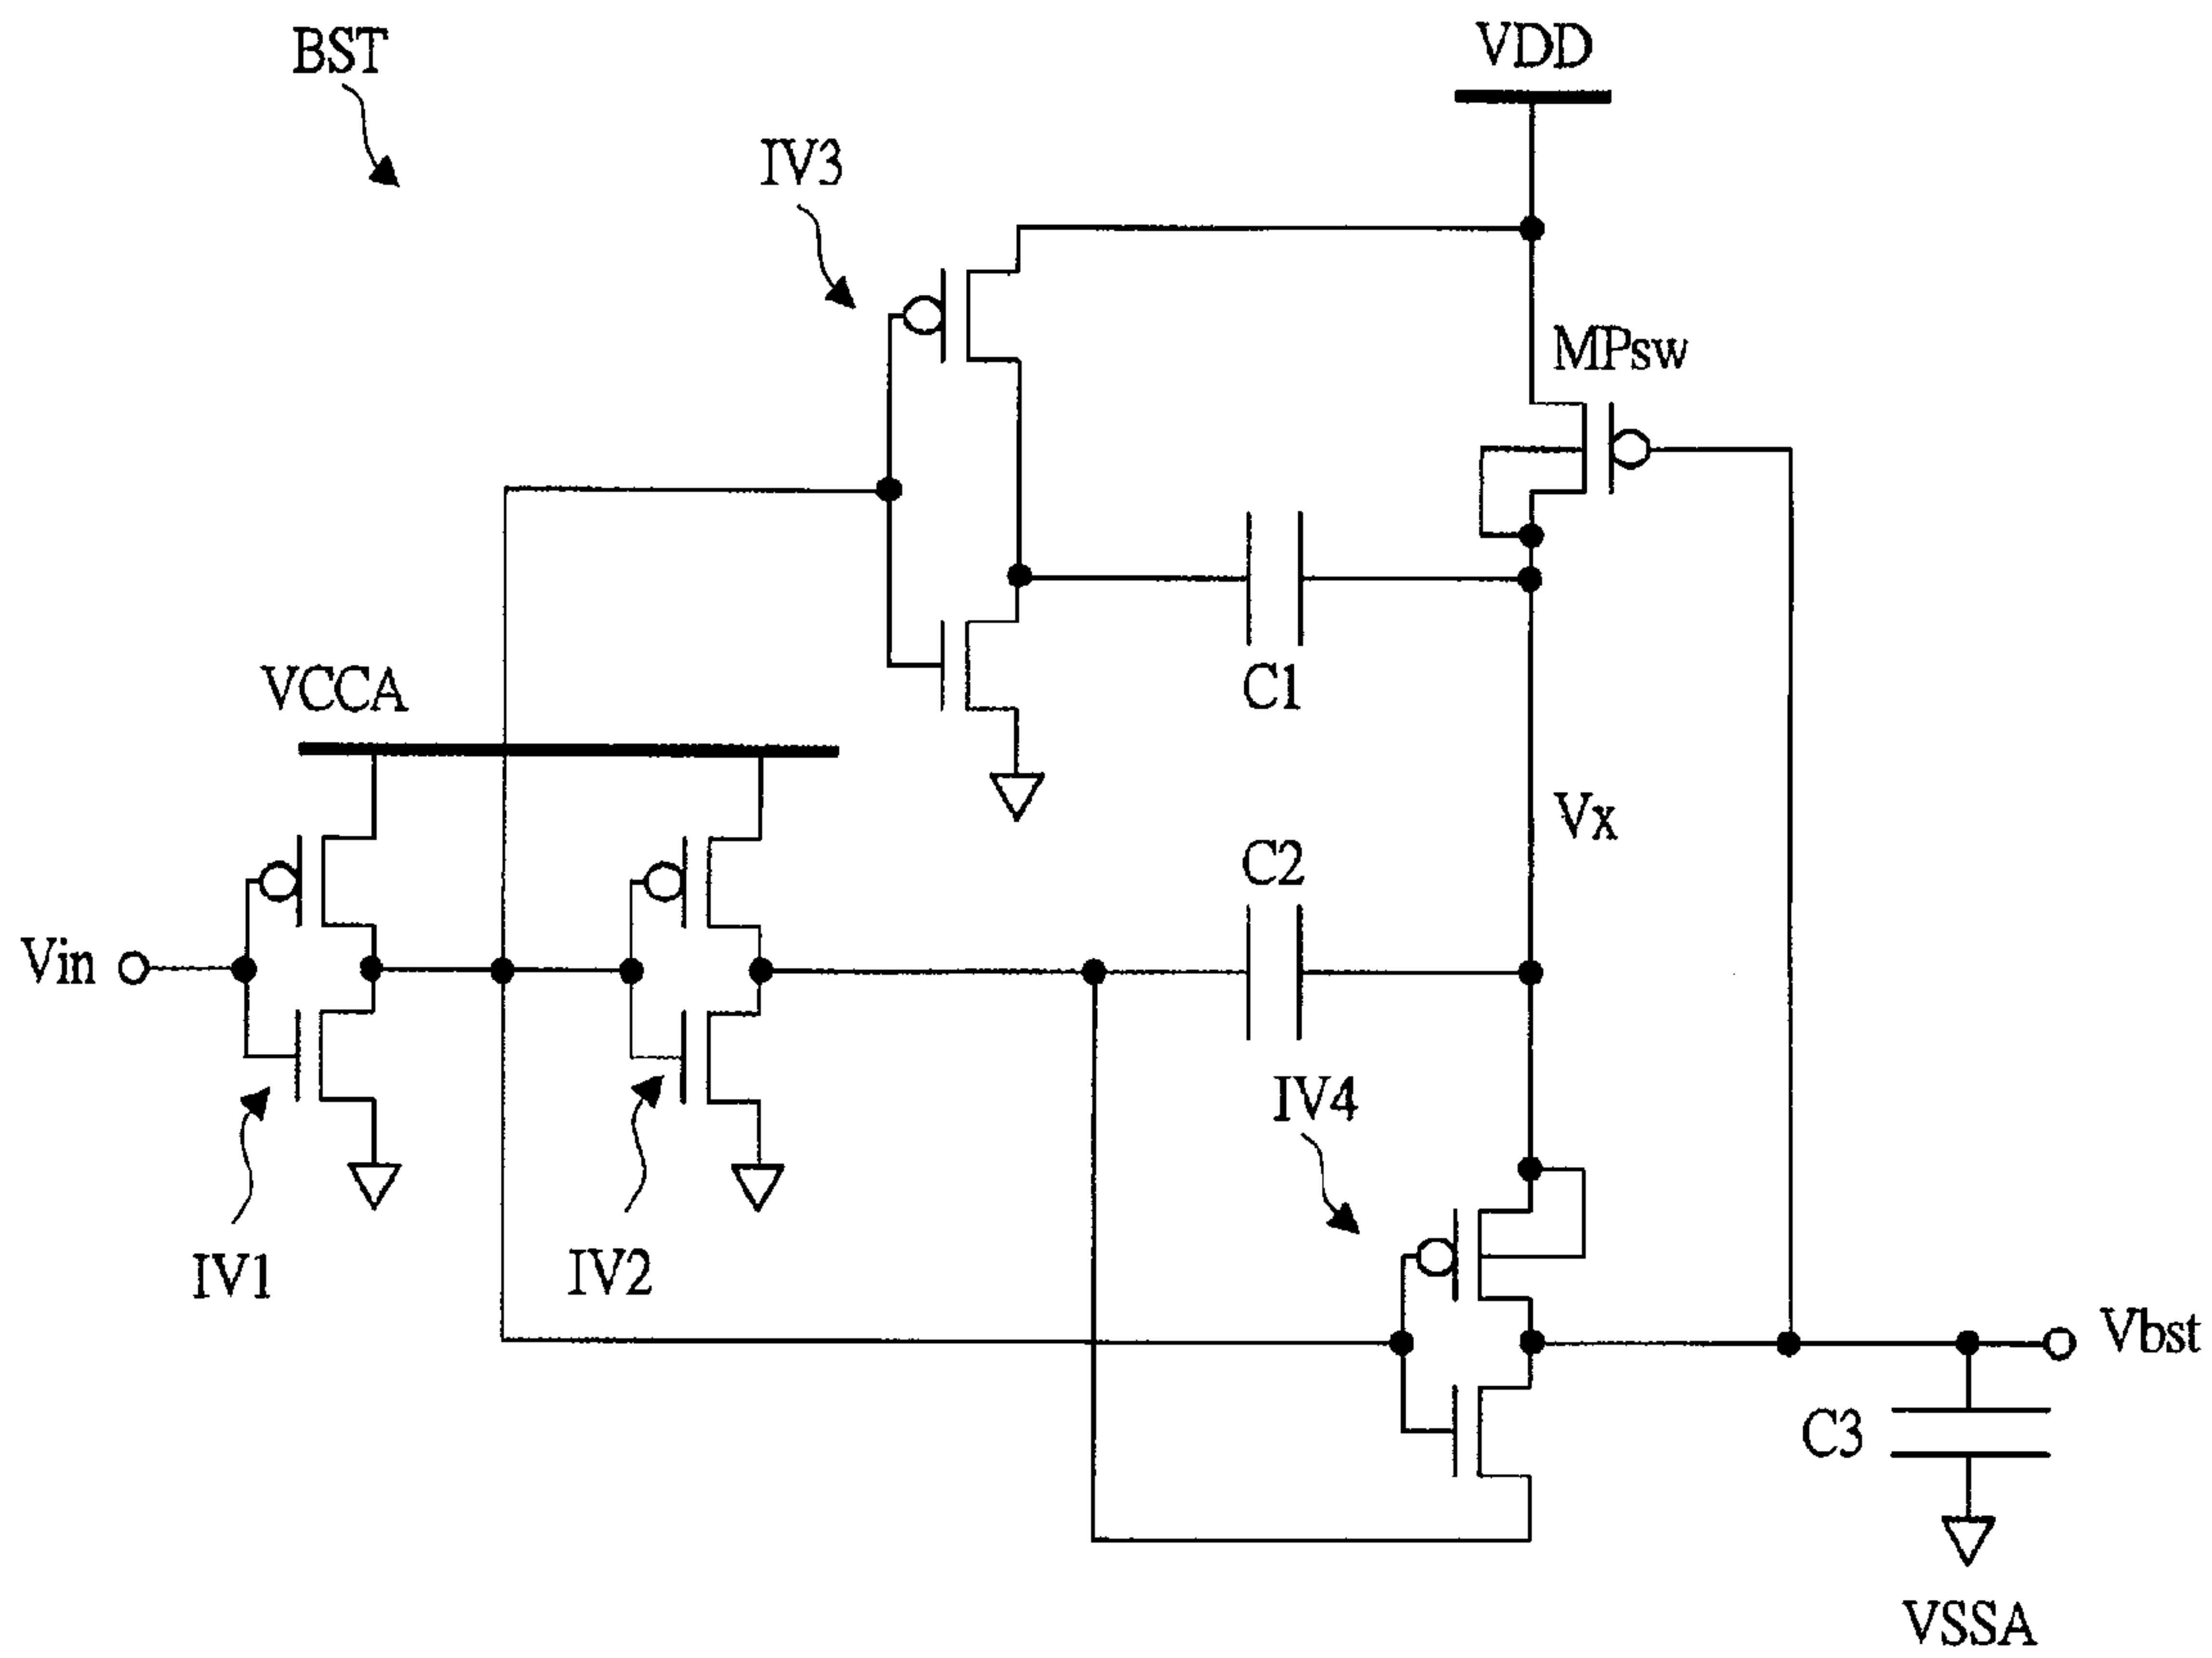 BST
VDD
IV3
MPsw
VCCA
C1
Vx
C2
Vin
IV4
IV1
IV2
Vbst
C3
VSSA